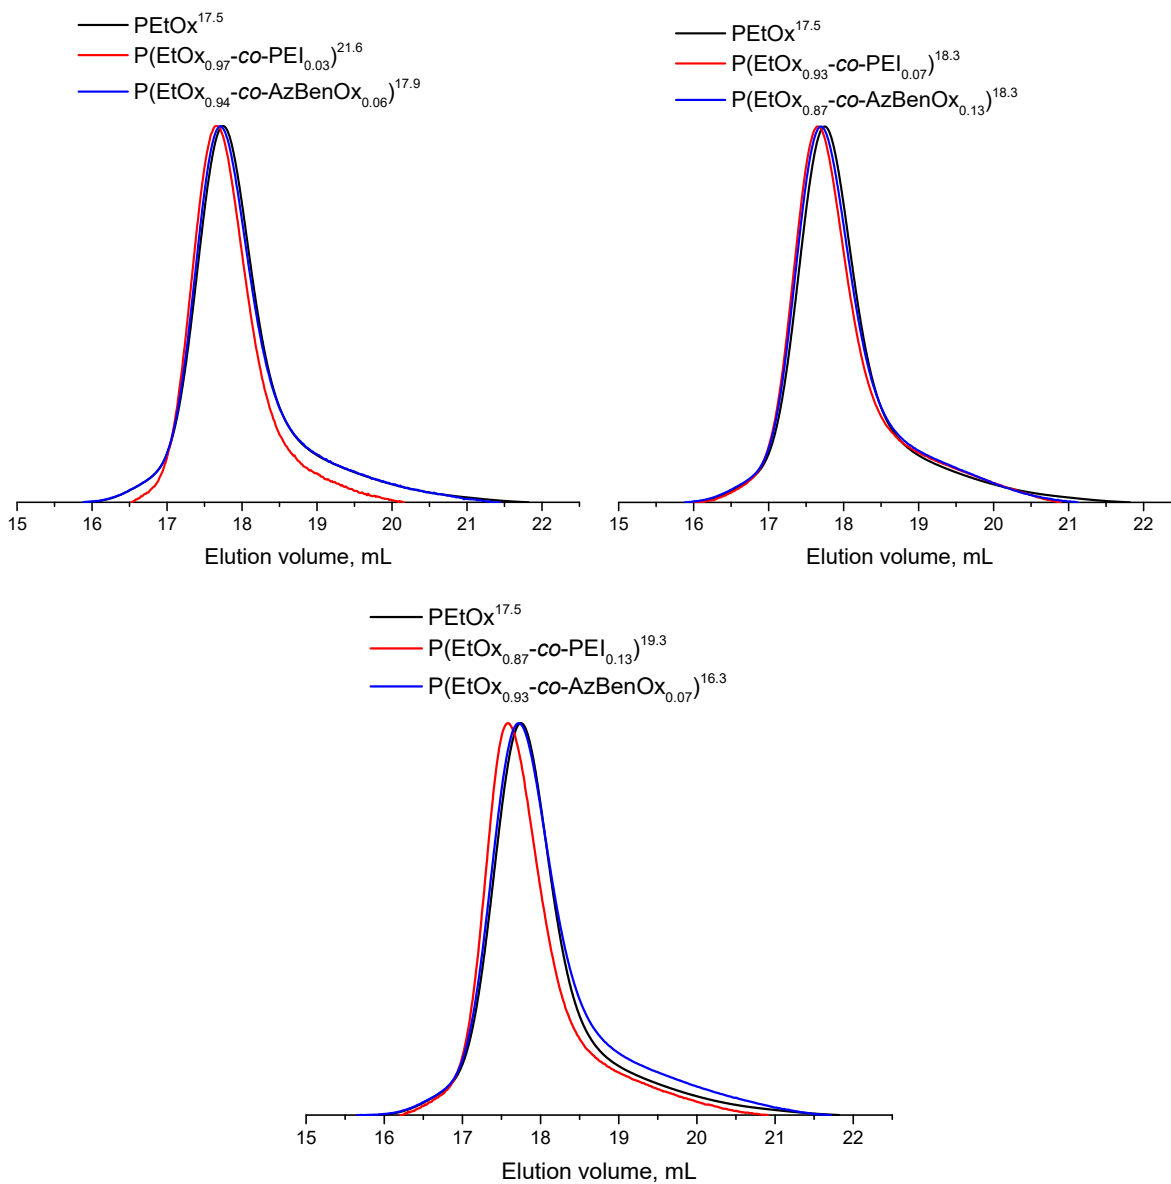 PEtOx17.5
P(EtOx0.97-co-PEI0.03)21.6
P(EtOx0.94-co-AzBenOx0.06)17.9
15 16 17 18 19 20 21 22
Elution volume, mL
PEtOx17.5
P(EtOx0.93-co-PEI0.07)18.3
P(EtOx0.87-co-AzBenOx0.13)18.3
15 16 17 18 19 20 21 22
Elution volume, mL
PEtOx17.5
P(EtOx0.87-co-PEI0.13)19.3
P(EtOx0.93-co-AzBenOx0.07)16.3
15 16 17 18 19 20 21 22
Elution volume, mL